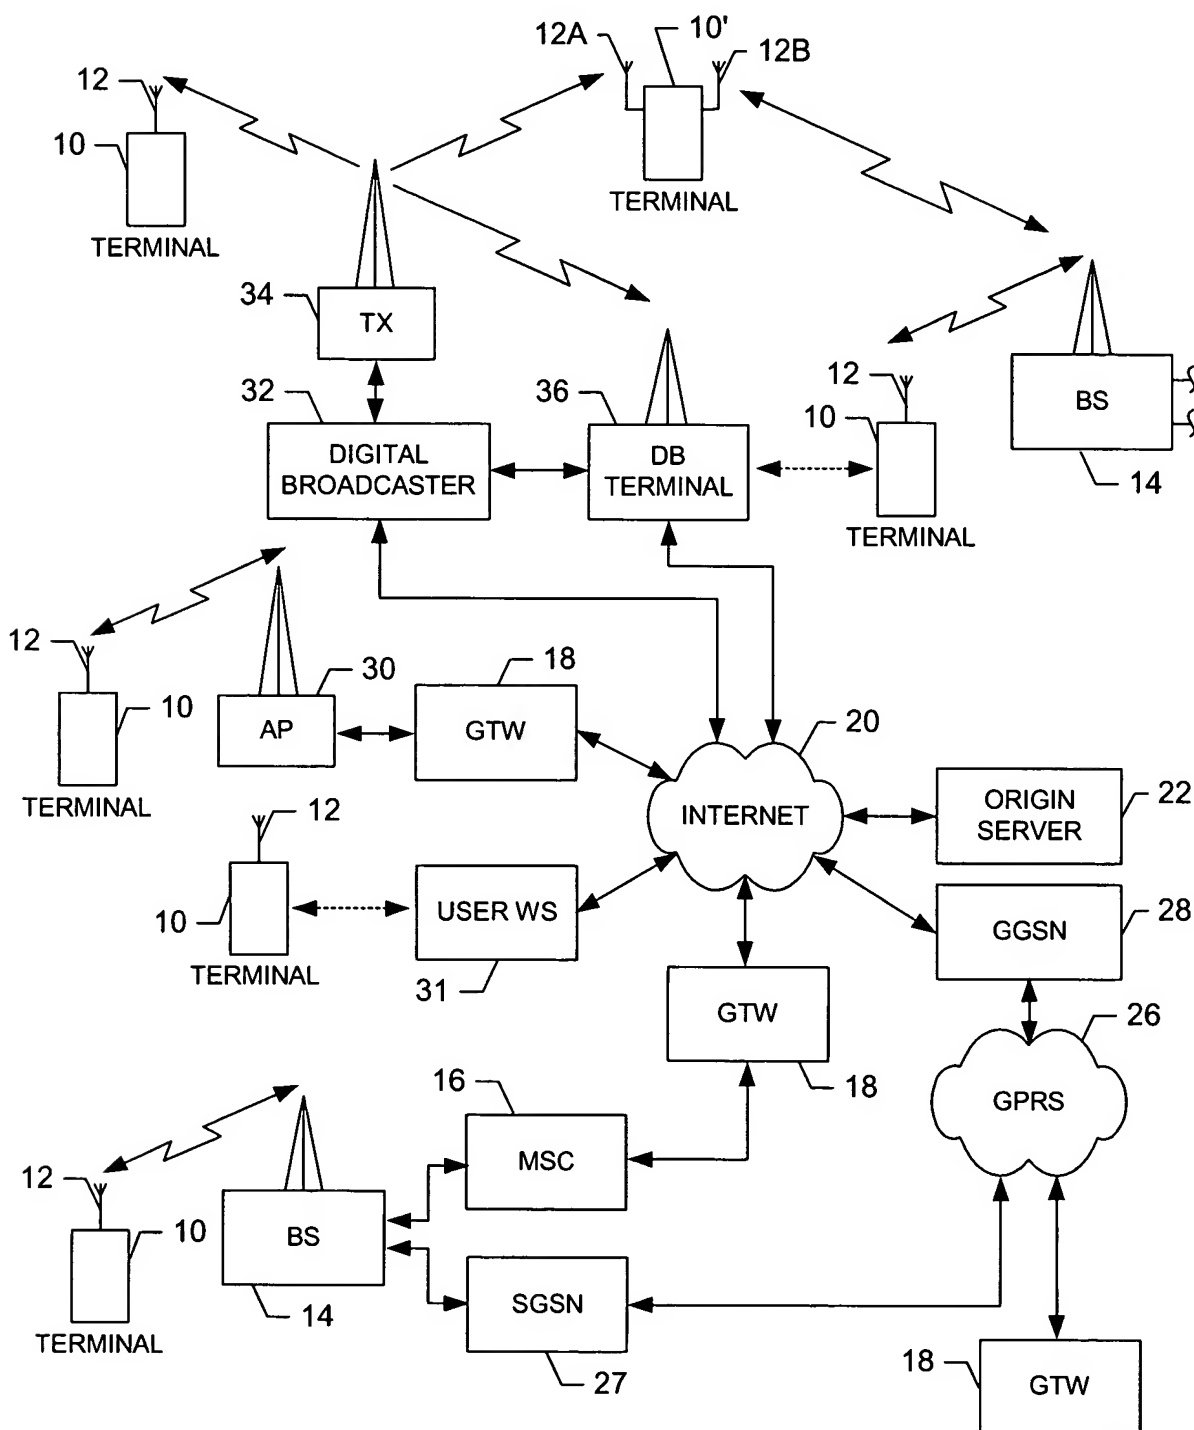 12A
10'
12B
12
10
TERMINAL
TERMINAL
34
TX
32
36
12
10
BS
DIGITAL
BROADCASTER
DB
TERMINAL
14
TERMINAL
12
10
TERMINAL
30
AP
18
GTW
20
INTERNET
ORIGIN
SERVER
22
12
10
TERMINAL
USER WS
31
GGSN
28
GTW
18
26
GPRS
16
MSC
12
10
TERMINAL
BS
14
SGSN
27
18
GTW